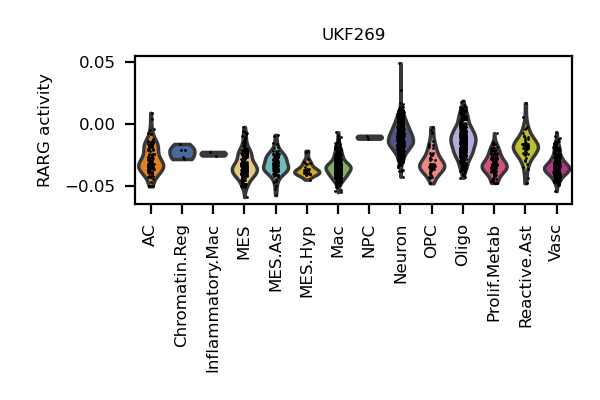 UKF269
RARG activity
0.05
0.00
−0.05
AC
Chromatin.Reg
Inflammatory.Mac
MES
MES.Ast
MES.Hyp
Mac
NPC
Neuron
OPC
Oligo
Prolif.Metab
Reactive.Ast
Vasc